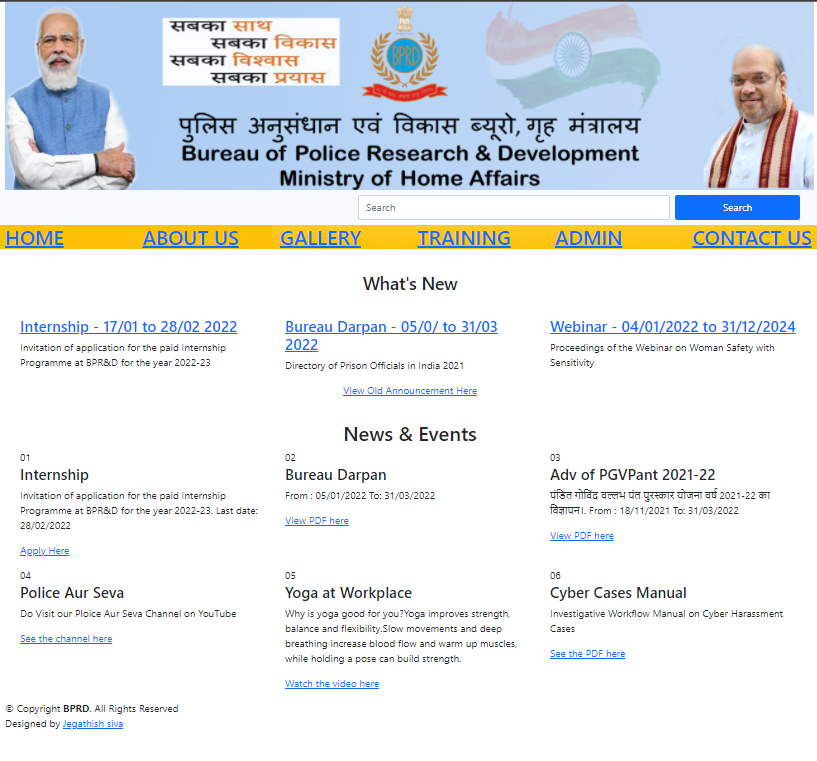 सबका साथ
सबका विकास
सबका विश्वास
सबका प्रयास
BPRD
पुलिस अनुसंधान एवं विकास ब्यूरो, गृह मंत्रालय
Bureau of Police Research & Development
Ministry of Home Affairs
Search
Search
HOME
ABOUT US
GALLERY
TRAINING
ADMIN
CONTACT US
What's New
Internship - 17/01 to 28/02 2022
Invitation of application for the paid Internship
Programme at BPR&D for the year 2022-23
Bureau Darpan - 05/0/ to 31/03
2022
Directory of Prison Officials in India 2021
Webinar - 04/01/2022 to 31/12/2024
Proceedings of the Webinar on Woman Safety with
Sensitivity
View Old Announcement Here
News & Events
01
Internship
Invitation of application for the paid Internship
Programme at BPR&D for the year 2022-23. Last date:
28/02/2022
Apply Here
02
Bureau Darpan
From : 05/01/2022 To: 31/03/2022
View PDF here
03
Adv of PGVPant 2021-22
पंडित गोविंद वल्लभ पंत पुरस्कार योजना वर्ष 2021-22 का
विज्ञापन।. From : 18/11/2021 To: 31/03/2022
View PDF here
04
Police Aur Seva
Do Visit our Ploice Aur Seva Channel on YouTube
See the channel here
05
Yoga at Workplace
Why is yoga good for you?Yoga improves strength,
balance and flexibility.Slow movements and deep
breathing increase blood flow and warm up muscles,
while holding a pose can build strength.
Watch the video here
06
Cyber Cases Manual
Investigative Workflow Manual on Cyber Harassment
Cases
See the PDF here
© Copyright BPRD. All Rights Reserved
Designed by Jegathish siva